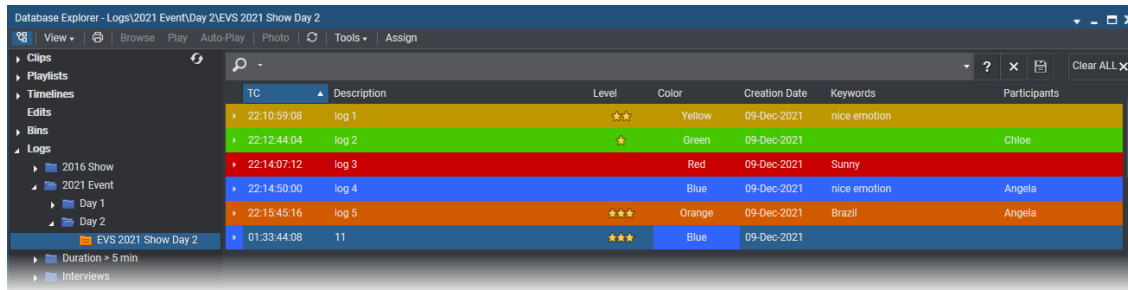 Database Explorer - Logs\2021 Event\Day 2\EVS 2021 Show Day 2
View Browse Play Auto-Play Photo Tools Assign
Clips
Playlists
Timelines
Edits
Bins
Logs
2016 Show
2021 Event
Day 1
Day 2
EVS 2021 Show Day 2
Duration > 5 min
Interviews
- ? Clear ALL
TC Description Level Color Creation Date Keywords Participants
22:10:59:08 log 1 Yellow 09-Dec-2021 nice emotion
22:12:44:04 log 2 Green 09-Dec-2021 Chloe
22:14:07:12 log 3 Red 09-Dec-2021 Sunny
22:14:50:00 log 4 Blue 09-Dec-2021 nice emotion Angela
22:15:45:16 log 5 Orange 09-Dec-2021 Brazil Angela
01:33:44:08 11 Blue 09-Dec-2021